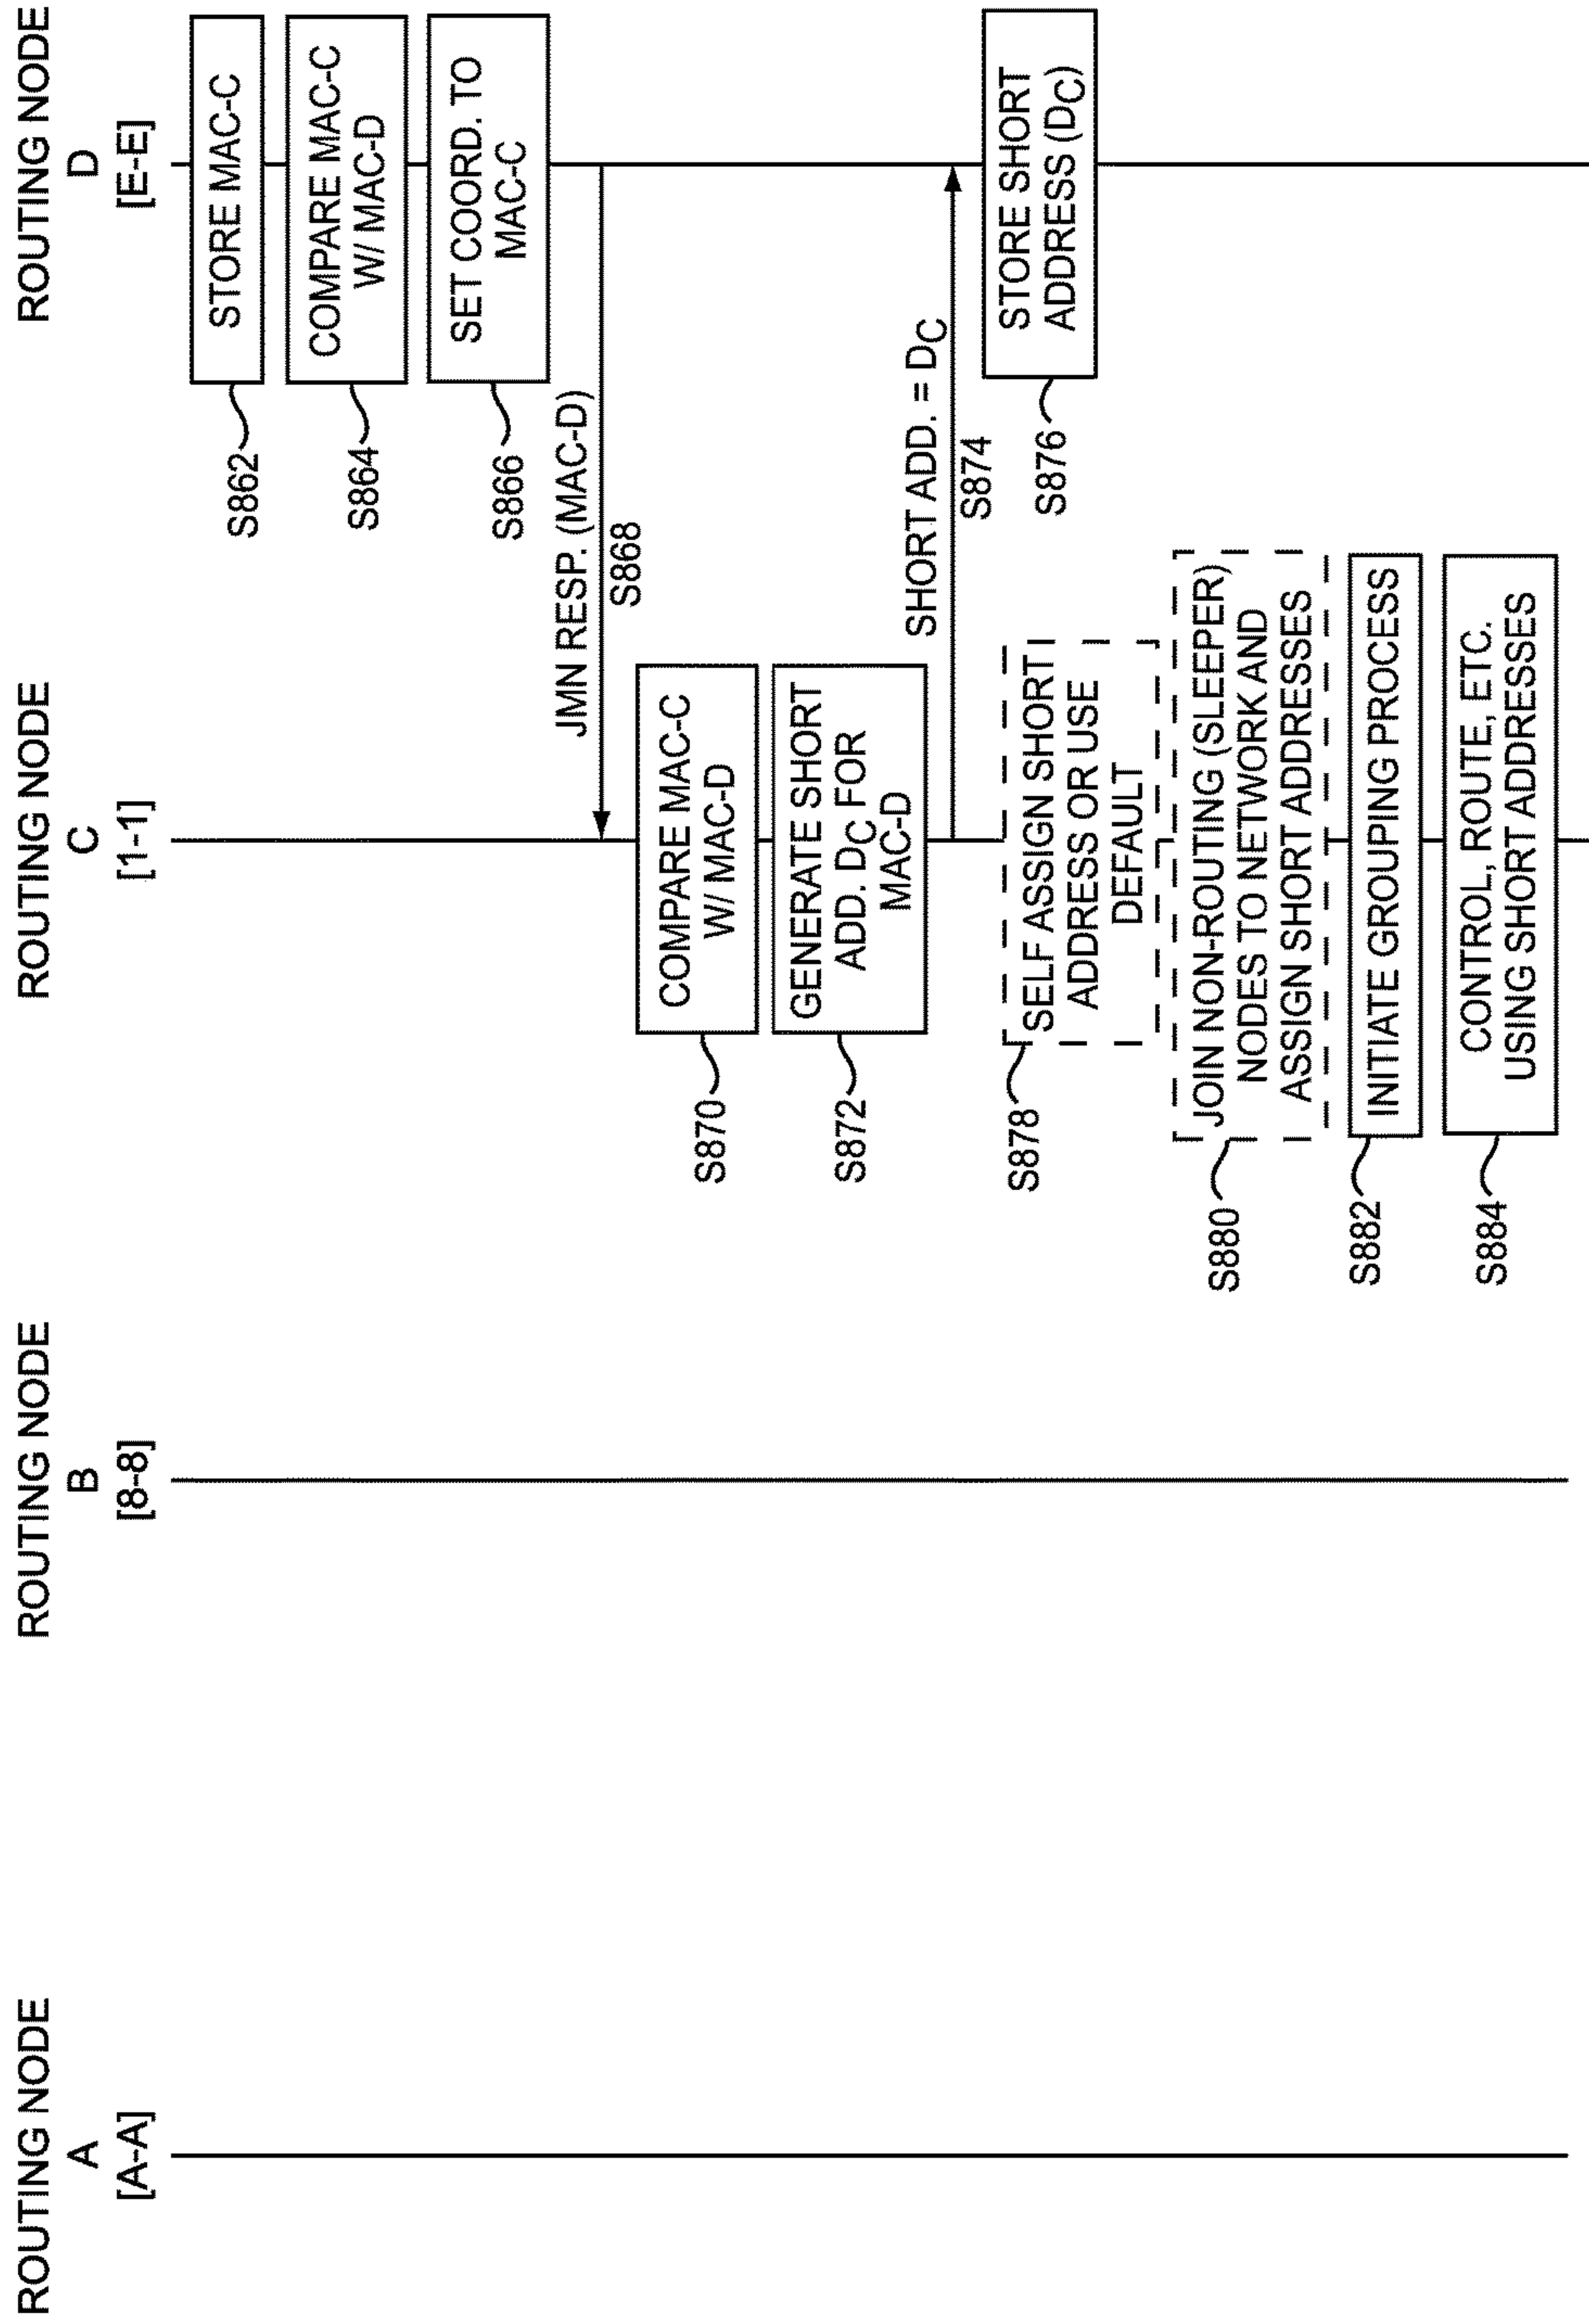 ROUTING NODE
A
[A-A]
ROUTING NODE
B
[8-8]
ROUTING NODE
C
[1-1]
ROUTING NODE
D
[E-E]
STORE MAC-C
S862
COMPARE MAC-C
W/ MAC-D
S864
SET COORD. TO
MAC-C
S866
JMN RESP. (MAC-D)
S868
COMPARE MAC-C
W/ MAC-D
S870
GENERATE SHORT
ADD. DC FOR
MAC-D
S872
SHORT ADD. = DC
S874
STORE SHORT
ADDRESS (DC)
S876
SELF ASSIGN SHORT
ADDRESS OR USE
DEFAULT
S878
JOIN NON-ROUTING (SLEEPER)
NODES TO NETWORK AND
ASSIGN SHORT ADDRESSES
S880
INITIATE GROUPING PROCESS
S882
CONTROL, ROUTE, ETC.
USING SHORT ADDRESSES
S884